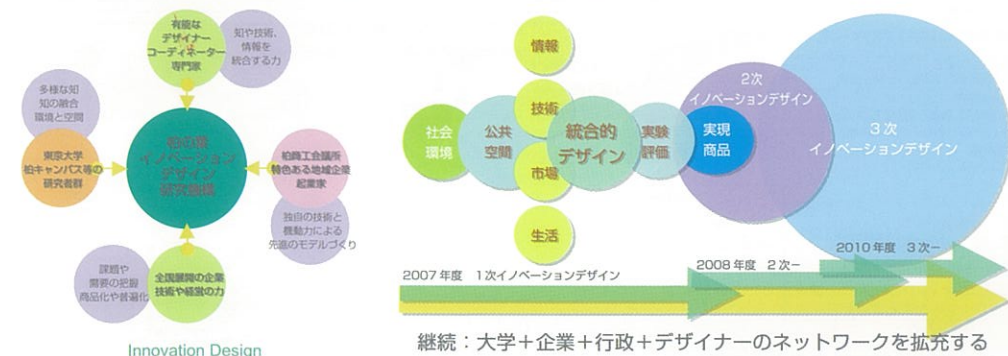 有能な
デザイナー
コーディネーター
専門家
知や技術、
情報を
統合する力
多様な知
知の融合
環境と空間
東京大学
柏キャンパス等の
研究者群
柏の葉
イノベーション
デザイン
研究機構
柏商工会議所
特色ある地域企業
起業家
独自の技術と
機動力による
先進のモデルづくり
課題や
需要の把握
商品化や普遍化
全国展開の企業
技術や経営の力
Innovation Design
情報
技術
市場
生活
社会
環境
公共
空間
統合的
デザイン
実験
評価
実現
商品
2次
イノベーションデザイン
3次
イノベーションデザイン
2007年度 1次イノベーションデザイン
2008年度 2次ー
2010年度 3次ー
継続：大学＋企業＋行政＋デザイナーのネットワークを拡充する